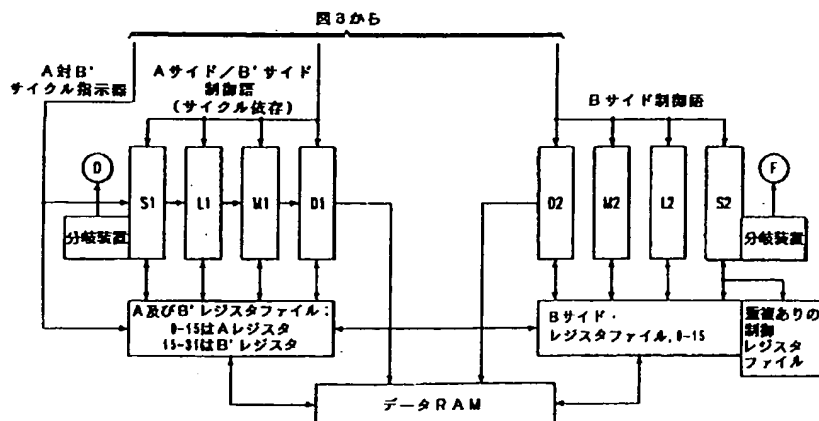 図3から
A対B'
サイクル指示器
Aサイド/B'サイド
制御語
(サイクル依存)
Bサイド制御語
D
S1
L1
M1
D1
D2
M2
L2
S2
F
分岐装置
分岐装置
A及びB'レジスタファイル:
0-15はAレジスタ
15-31はB'レジスタ
Bサイド・
レジスタファイル,0-15
重複ありの
制御
レジスタ
ファイル
データRAM